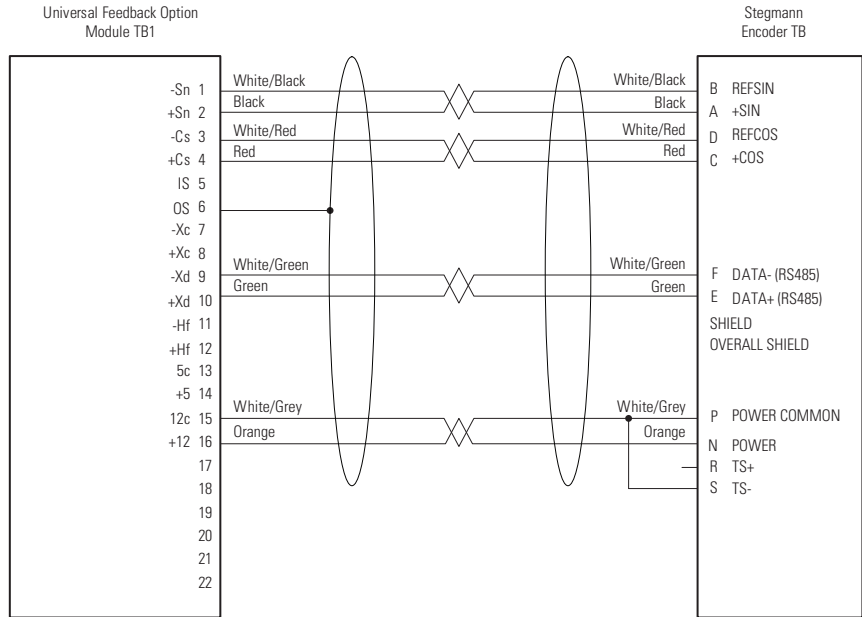 Universal Feedback Option
Module TB1
Stegmann
Encoder TB
-Sn 1 White/Black White/Black B REFSIN
+Sn 2 Black Black A +SIN
-Cs 3 White/Red White/Red D REFCOS
+Cs 4 Red Red C +COS
IS 5
OS 6
-Xc 7
+Xc 8
-Xd 9 White/Green White/Green F DATA- (RS485)
+Xd 10 Green Green E DATA+ (RS485)
-Hf 11 SHIELD
+Hf 12 OVERALL SHIELD
5c 13
+5 14
12c 15 White/Grey White/Grey P POWER COMMON
+12 16 Orange Orange N POWER
17 R TS+
18 S TS-
19
20
21
22